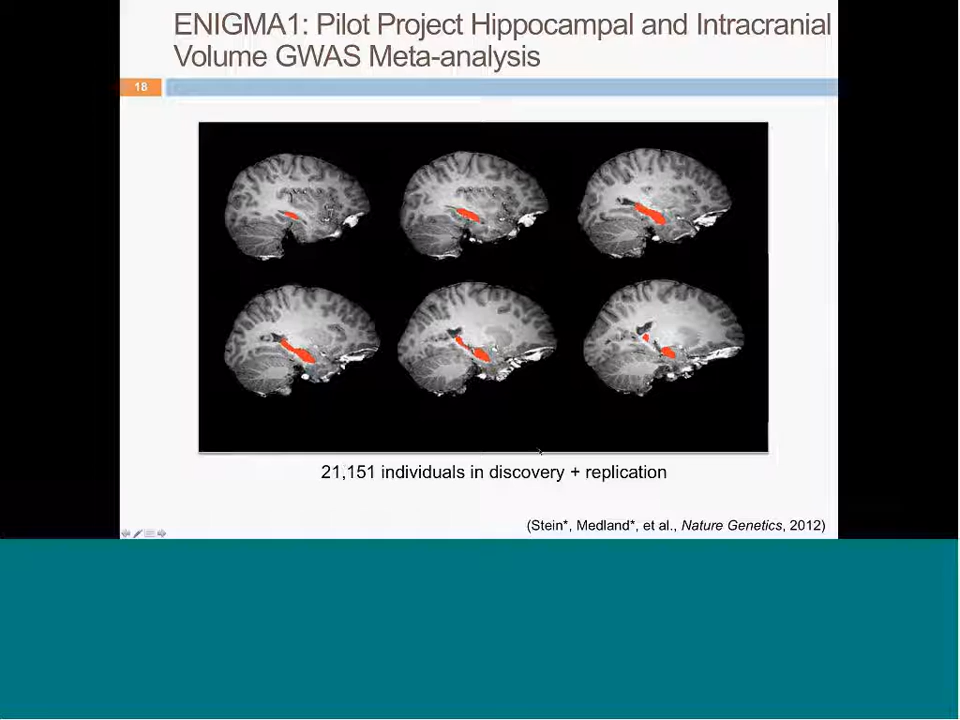 ENIGMA1: Pilot Project Hippocampal and Intracranial
Volume GWAS Meta-analysis
18
21,151 individuals in discovery + replication
(Stein*, Medland*, et al., Nature Genetics, 2012)